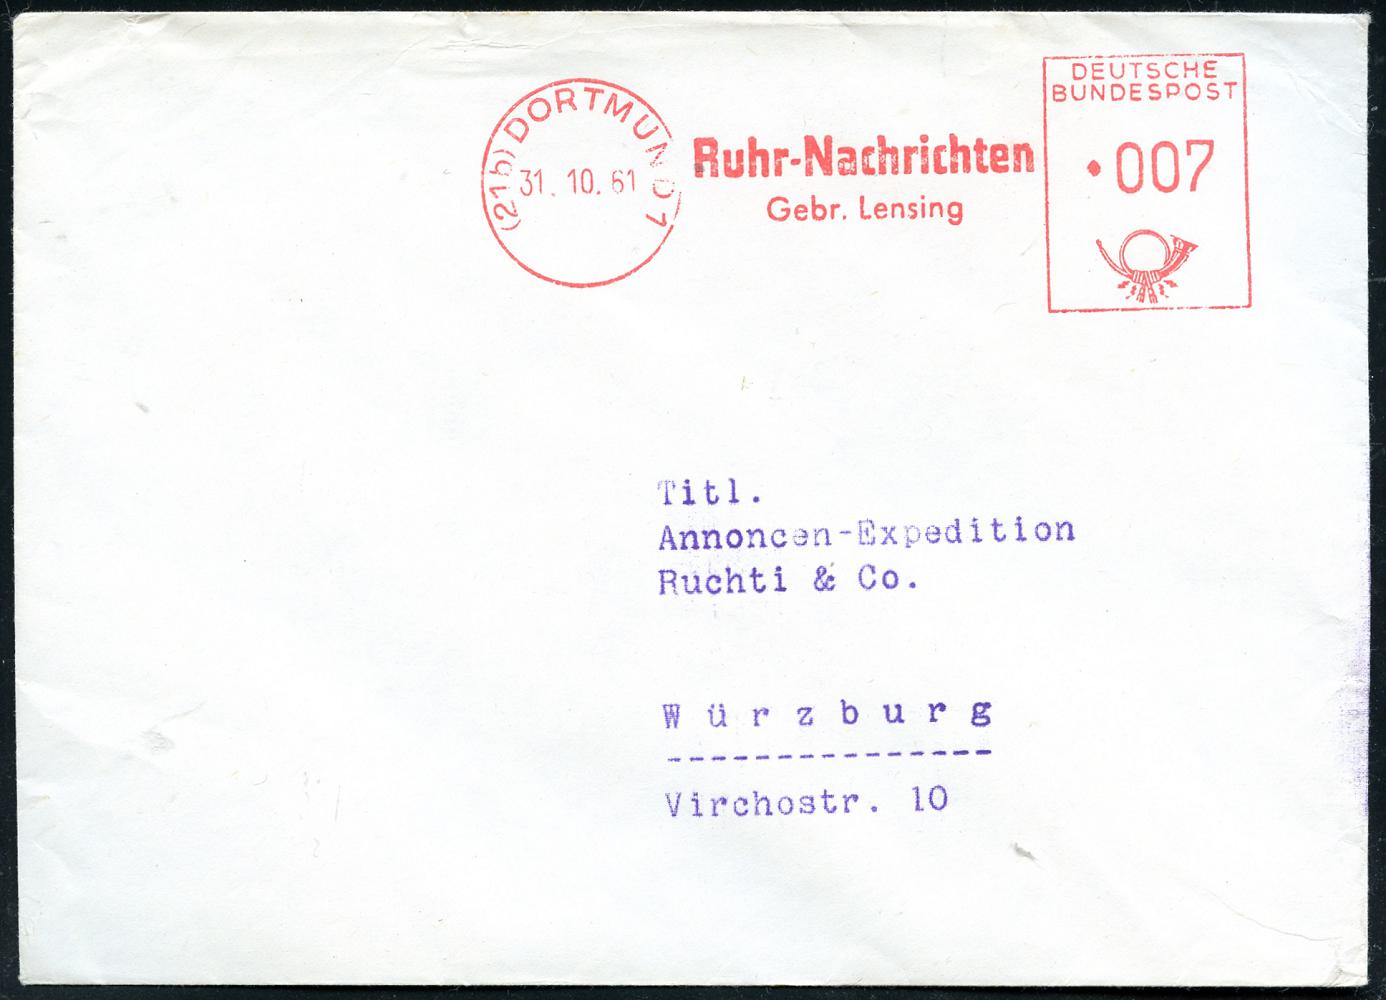 (21b) DORTMUND 1
31. 10. 61
Ruhr-Nachrichten
Gebr. Lensing
DEUTSCHE
BUNDESPOST
007
Titl.
Annoncen-Expedition
Ruchti & Co.
Würzburg
Virchostr. 10